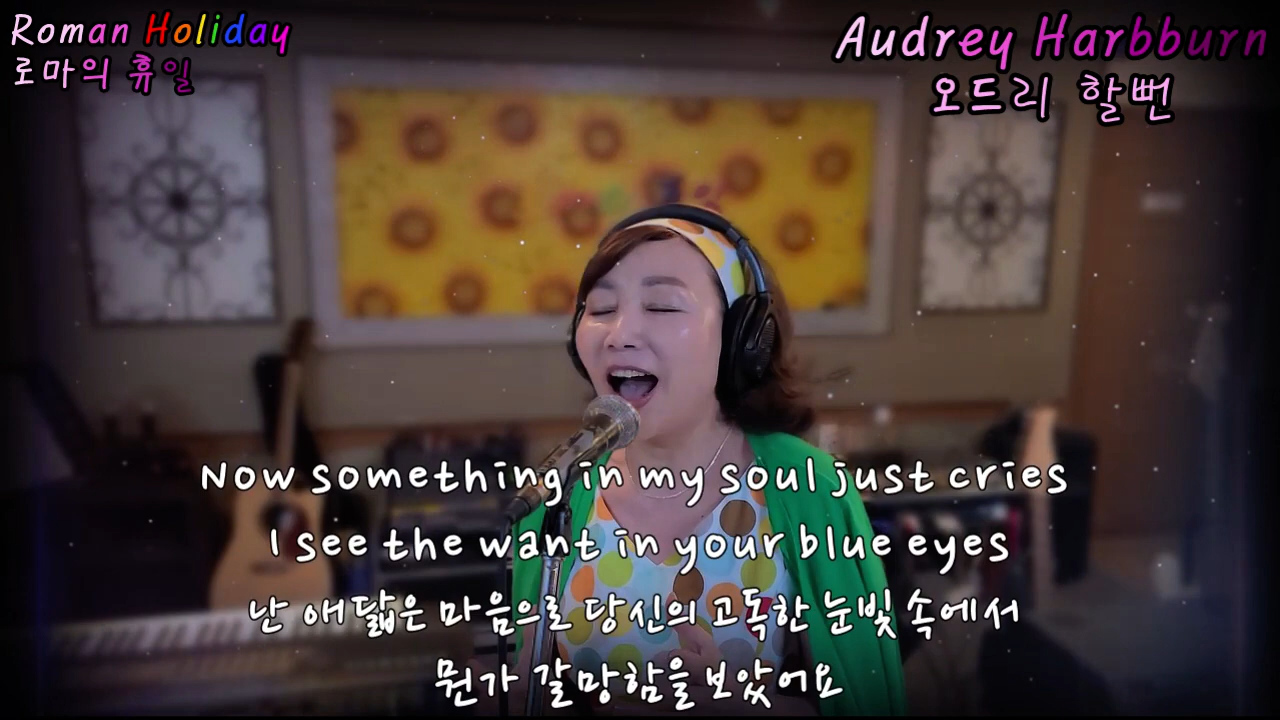 Roman Holiday
로마의 휴일
Audrey Harbburn
오드리 할뻔
Now something in my soul just cries
I see the want in your blue eyes
난 애닯은 마음으로 당신의 고독한 눈빛 속에서
뭔가 갈망함을 보았어요